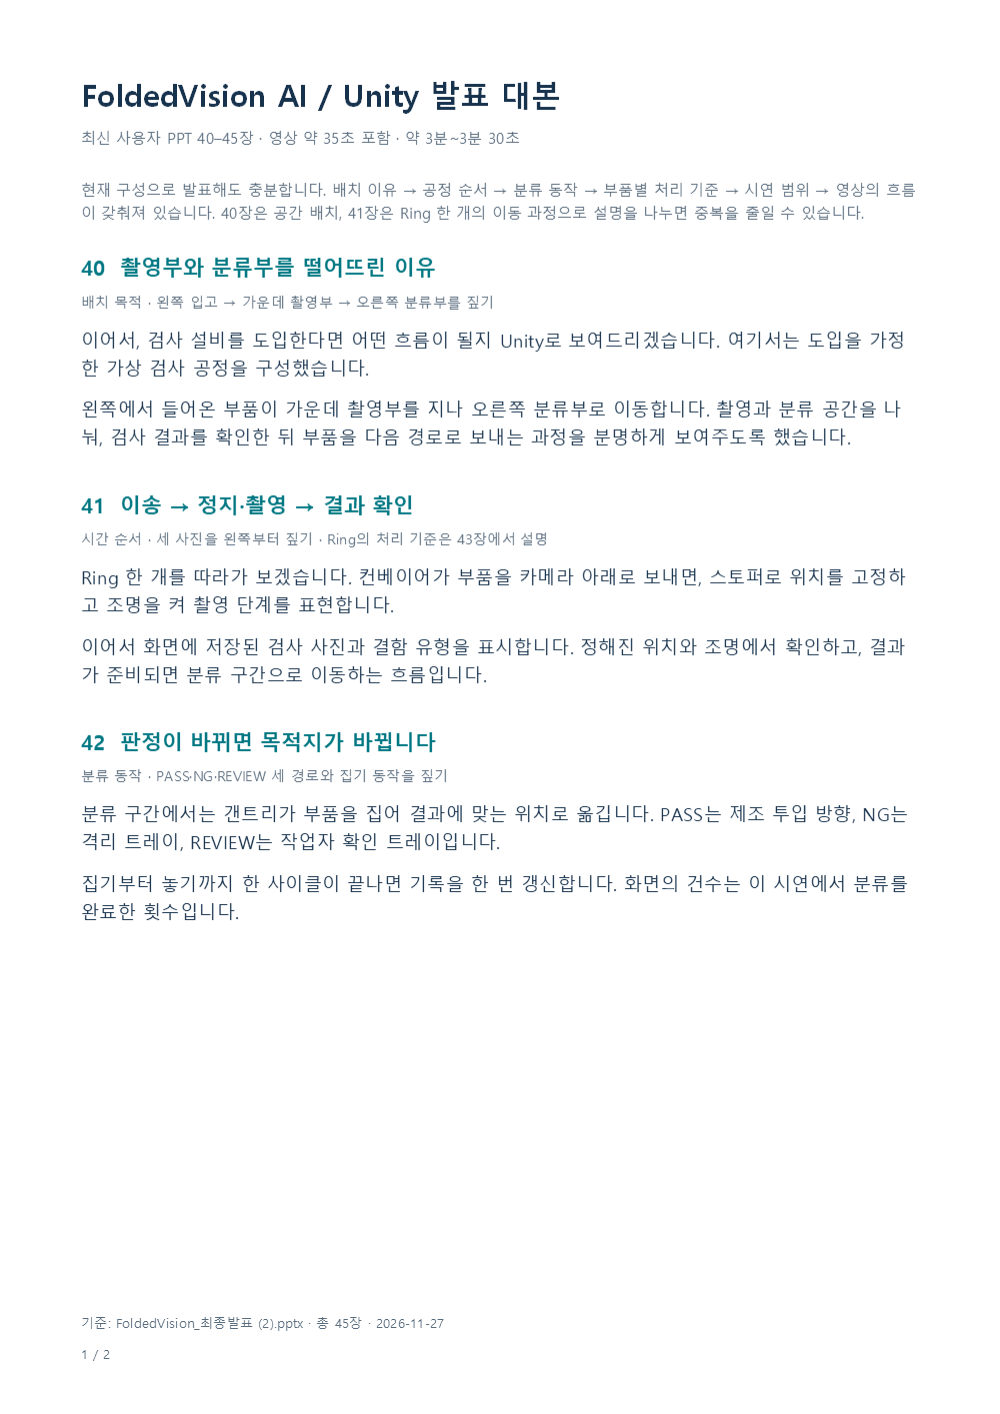 FoldedVision AI / Unity 발표 대본
최신 사용자 PPT 40–45장 · 영상 약 35초 포함 · 약 3분~3분 30초
현재 구성으로 발표해도 충분합니다. 배치 이유 → 공정 순서 → 분류 동작 → 부품별 처리 기준 → 시연 범위 → 영상의 흐름
이 갖춰져 있습니다. 40장은 공간 배치, 41장은 Ring 한 개의 이동 과정으로 설명을 나누면 중복을 줄일 수 있습니다.
40 촬영부와 분류부를 떨어뜨린 이유
배치 목적 · 왼쪽 입고 → 가운데 촬영부 → 오른쪽 분류부를 짚기
이어서, 검사 설비를 도입한다면 어떤 흐름이 될지 Unity로 보여드리겠습니다. 여기서는 도입을 가정
한 가상 검사 공정을 구성했습니다.
왼쪽에서 들어온 부품이 가운데 촬영부를 지나 오른쪽 분류부로 이동합니다. 촬영과 분류 공간을 나
눠, 검사 결과를 확인한 뒤 부품을 다음 경로로 보내는 과정을 분명하게 보여주도록 했습니다.
41 이송 → 정지·촬영 → 결과 확인
시간 순서 · 세 사진을 왼쪽부터 짚기 · Ring의 처리 기준은 43장에서 설명
Ring 한 개를 따라가 보겠습니다. 컨베이어가 부품을 카메라 아래로 보내면, 스토퍼로 위치를 고정하
고 조명을 켜 촬영 단계를 표현합니다.
이어서 화면에 저장된 검사 사진과 결함 유형을 표시합니다. 정해진 위치와 조명에서 확인하고, 결과
가 준비되면 분류 구간으로 이동하는 흐름입니다.
42 판정이 바뀌면 목적지가 바뀝니다
분류 동작 · PASS·NG·REVIEW 세 경로와 집기 동작을 짚기
분류 구간에서는 갠트리가 부품을 집어 결과에 맞는 위치로 옮깁니다. PASS는 제조 투입 방향, NG는
격리 트레이, REVIEW는 작업자 확인 트레이입니다.
집기부터 놓기까지 한 사이클이 끝나면 기록을 한 번 갱신합니다. 화면의 건수는 이 시연에서 분류를
완료한 횟수입니다.
기준: FoldedVision_최종발표 (2).pptx · 총 45장 · 2026-11-27
1 / 2